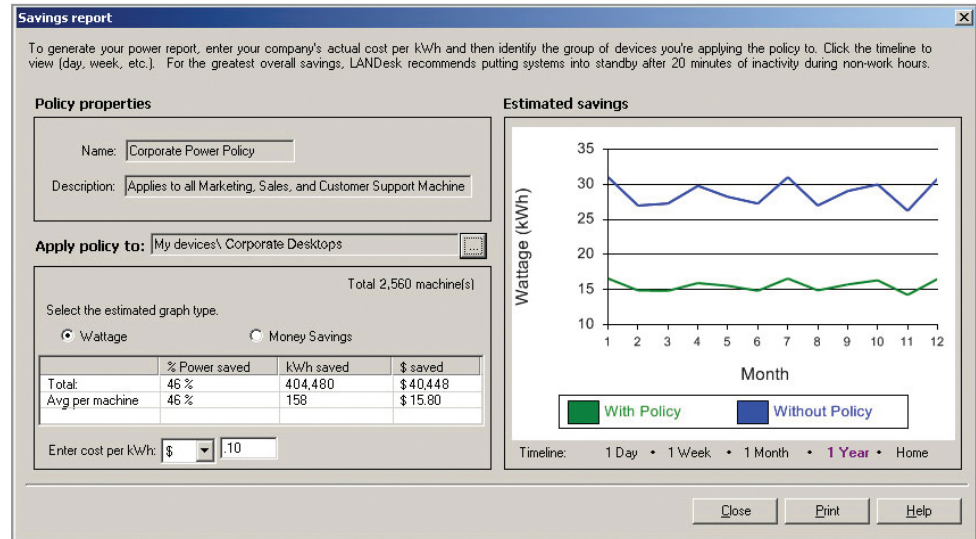 Savings report
To generate your power report, enter your company's actual cost per kWh and then identify the group of devices you're applying the policy to. Click the timeline to
view (day, week, etc.). For the greatest overall savings, LANDesk recommends putting systems into standby after 20 minutes of inactivity during non-work hours.
Policy properties
Name: Corporate Power Policy
Description: Applies to all Marketing, Sales, and Customer Support Machine
Apply policy to: My devices\ Corporate Desktops ...
Total 2,560 machine(s)
Select the estimated graph type.
Wattage Money Savings
% Power saved kWh saved $ saved
Total: 46 % 404,480 $40,448
Avg per machine 46 % 158 $ 15.80
Enter cost per kWh: $ .10
Estimated savings
35
30
25
20
15
10
Wattage (kWh)
1 2 3 4 5 6 7 8 9 10 11 12
Month
With Policy Without Policy
Timeline: 1 Day • 1 Week • 1 Month • 1 Year • Home
Close Print Help